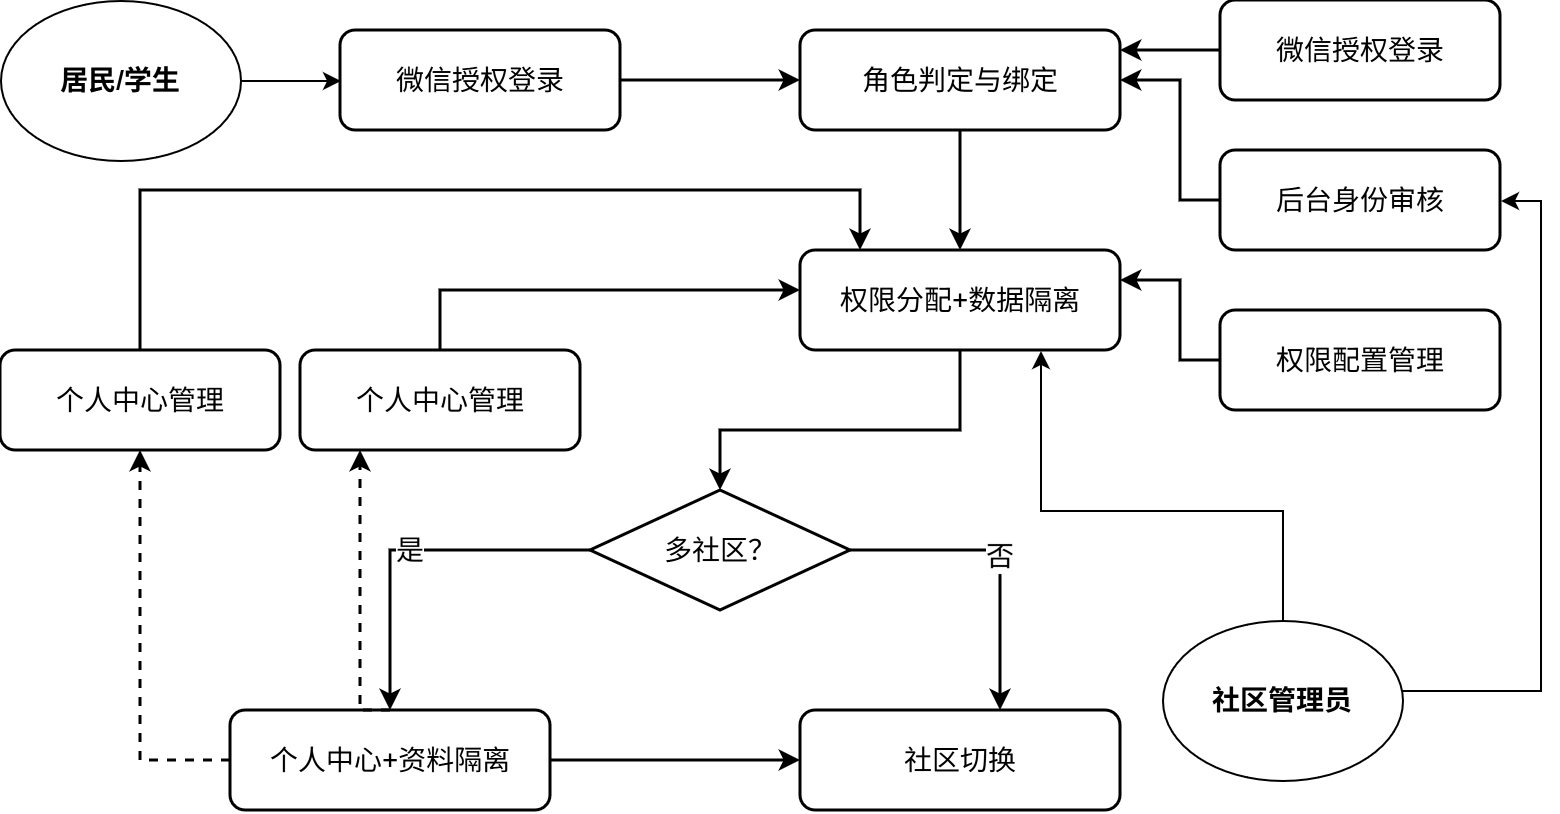 居民/学生
微信授权登录
角色判定与绑定
微信授权登录
后台身份审核
权限分配+数据隔离
权限配置管理
个人中心管理
个人中心管理
多社区？
是
否
社区管理员
个人中心+资料隔离
社区切换